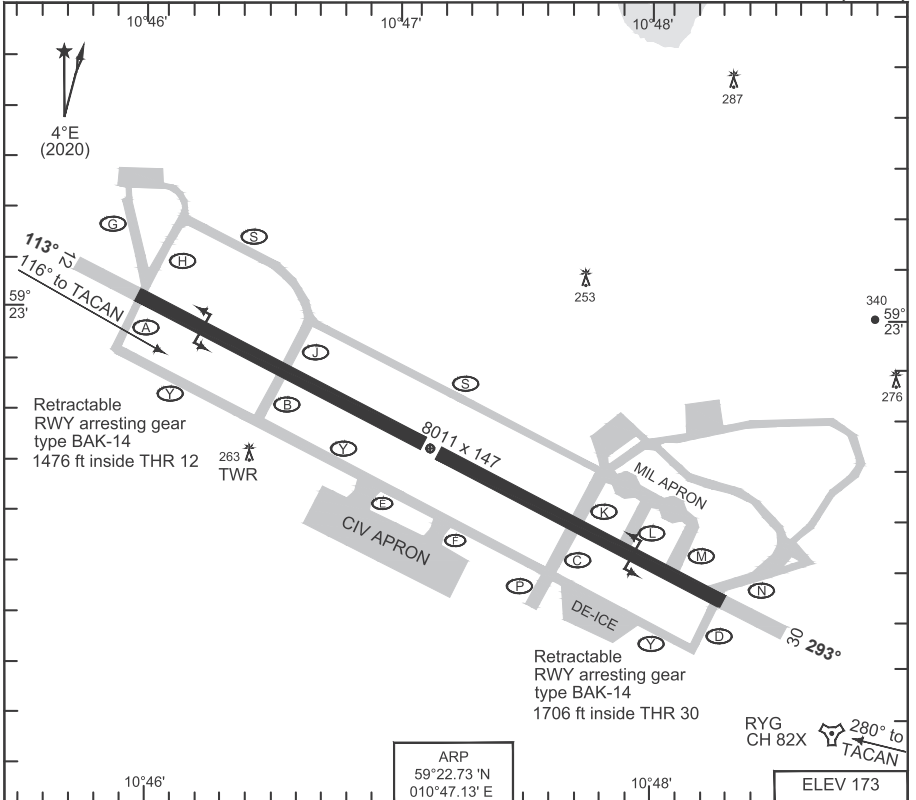 10°46'
10°47'
10°48'
287
4°E
(2020)
G
S
113° 12
H
116° to TACAN
253
59°
23'
340
59°
23'
A
J
S
276
Y
B
Retractable
RWY arresting gear
type BAK-14
1476 ft inside THR 12
263
TWR
Y
8011 x 147
MIL APRON
E
K
CIV APRON
L
F
M
C
P
N
DE-ICE
D
Y
30 293°
Retractable
RWY arresting gear
type BAK-14
1706 ft inside THR 30
RYG
CH 82X
280° to
TACAN
ARP
59°22.73 'N
010°47.13' E
10°46'
10°48'
ELEV 173